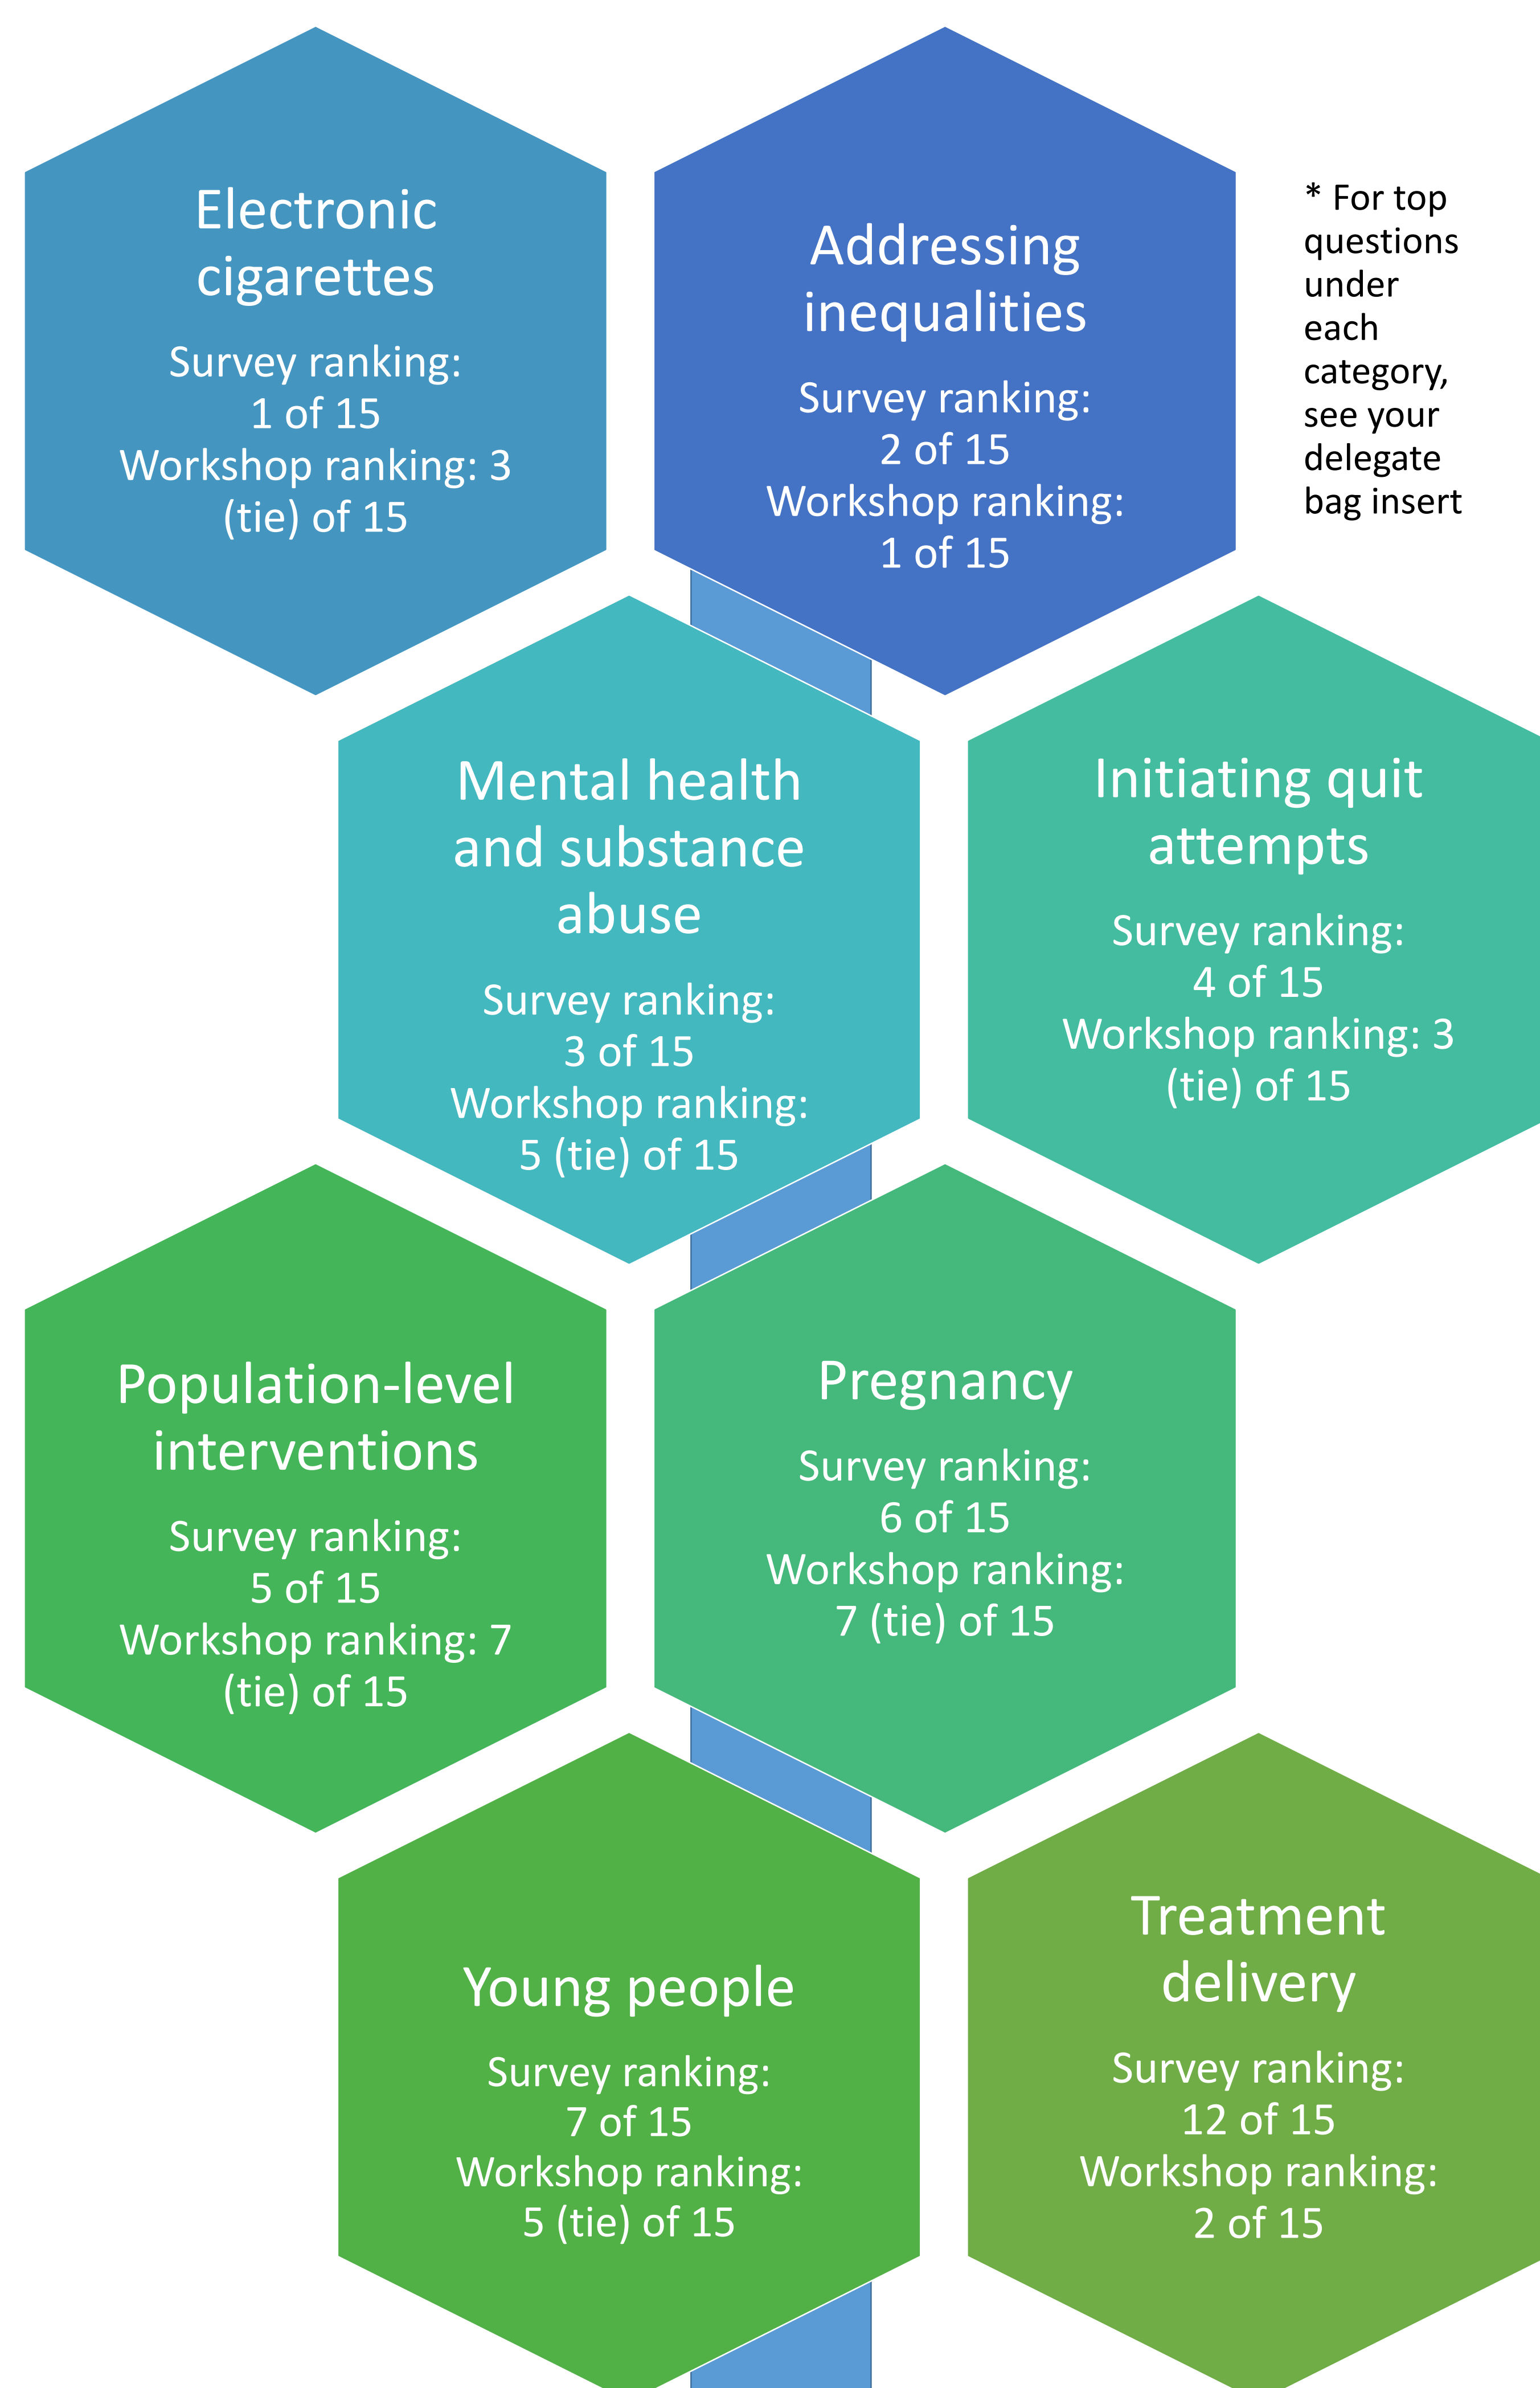 Electronic
cigarettes
Survey ranking:
1 of 15
Workshop ranking: 3
(tie) of 15
Addressing
inequalities
Survey ranking:
2 of 15
Workshop ranking:
1 of 15
* For top
questions
under
each
category,
see your
delegate
bag insert
Mental health
and substance
abuse
Survey ranking:
3 of 15
Workshop ranking:
5 (tie) of 15
Initiating quit
attempts
Survey ranking:
4 of 15
Workshop ranking: 3
(tie) of 15
Population-level
interventions
Survey ranking:
5 of 15
Workshop ranking: 7
(tie) of 15
Pregnancy
Survey ranking:
6 of 15
Workshop ranking:
7 (tie) of 15
Young people
Survey ranking:
7 of 15
Workshop ranking:
5 (tie) of 15
Treatment
delivery
Survey ranking:
12 of 15
Workshop ranking:
2 of 15